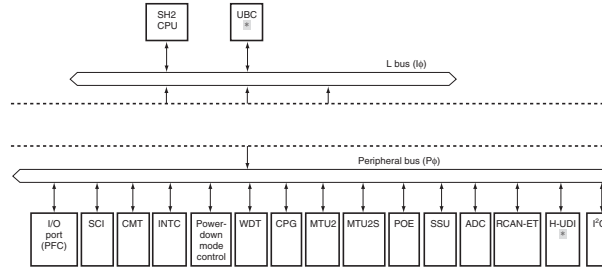 SH2
CPU
UBC
*
L bus (Iϕ)
Peripheral bus (Pϕ)
I/O
port
(PFC)
SCI
CMT
INTC
Power-
down
mode
control
WDT
CPG
MTU2
MTU2S
POE
SSU
ADC
RCAN-ET
H-UDI
*
I²C